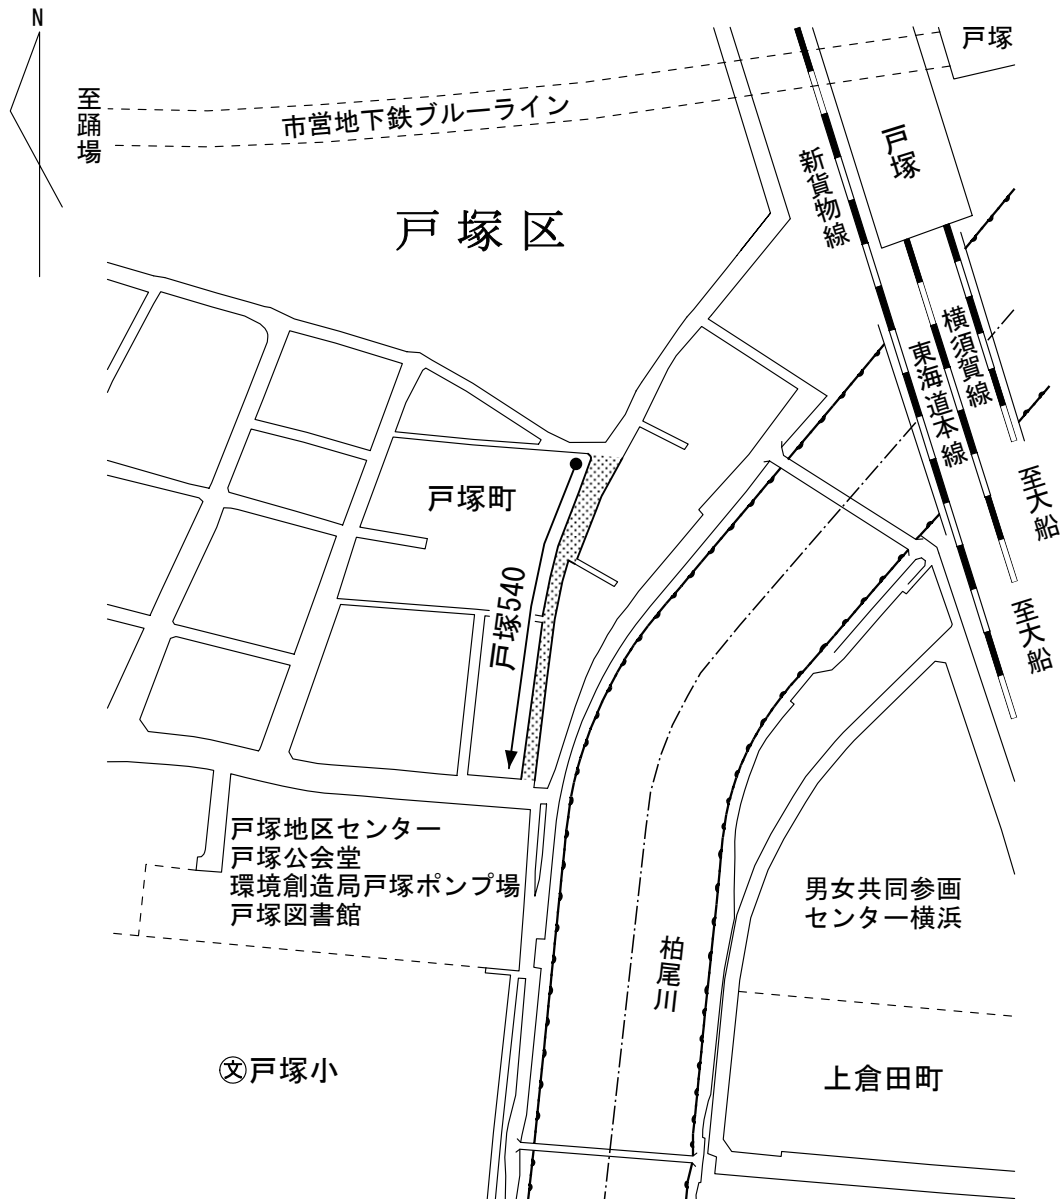 N
戸塚
至踊場
市営地下鉄ブルーライン
戸塚
新貨物線
戸塚区
横須賀線
東海道本線
戸塚町
至大船
戸塚540
至大船
戸塚地区センター
戸塚公会堂
環境創造局戸塚ポンプ場
戸塚図書館
男女共同参画
センター横浜
柏尾川
文戸塚小
上倉田町